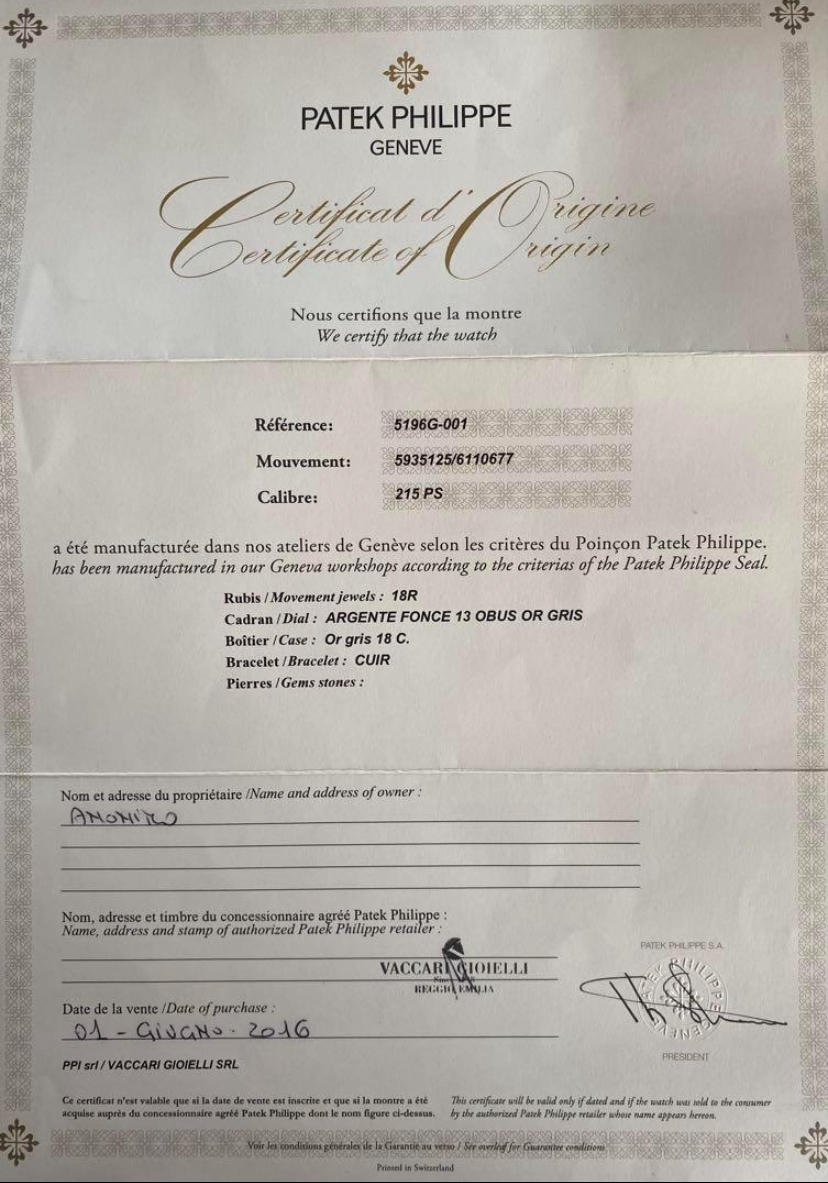 PATEK PHILIPPE
GENEVE
Certificat d'Origine
Certificate of Origin
Nous certifions que la montre
We certify that the watch
Référence: 5196G-001
Mouvement: 5935125/6110677
Calibre: 215 PS
a été manufacturée dans nos ateliers de Genève selon les critères du Poinçon Patek Philippe.
has been manufactured in our Geneva workshops according to the criterias of the Patek Philippe Seal.
Rubis / Movement jewels : 18R
Cadran / Dial : ARGENTE FONCE 13 OBUS OR GRIS
Boîtier / Case : Or gris 18 C.
Bracelet / Bracelet : CUIR
Pierres / Gems stones :
Nom et adresse du propriétaire /Name and address of owner :
ANONIMO
Nom, adresse et timbre du concessionnaire agréé Patek Philippe :
Name, address and stamp of authorized Patek Philippe retailer :
VACCARI GIOIELLI
REGGIO EMILIA
PATEK PHILIPPE S.A.
PATEK PHILIPPE GENEVE
PRESIDENT
Date de la vente /Date of purchase :
01 - GIUGNO - 2016
PPI srl / VACCARI GIOIELLI SRL
Ce certificat n'est valable que si la date de vente est inscrite et que si la montre a été
acquise auprès du concessionnaire agréé Patek Philippe dont le nom figure ci-dessus.
This certificate will be valid only if dated and if the watch was sold to the consumer
by the authorized Patek Philippe retailer whose name appears hereon.
Voir les conditions générales de la Garantie au verso / See overleaf for Guarantee conditions
Printed in Switzerland